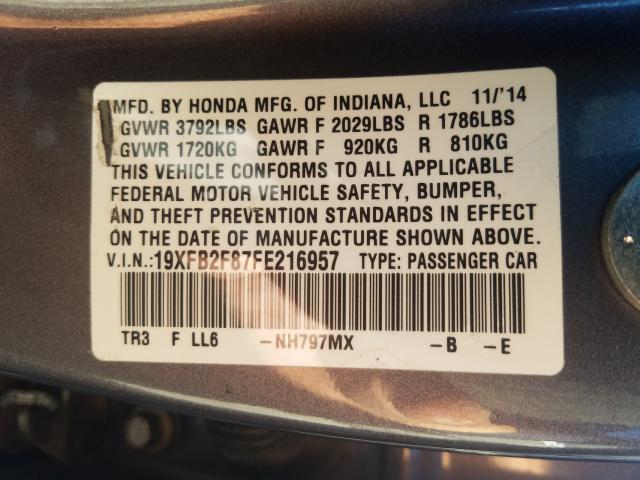 MFD. BY HONDA MFG. OF INDIANA, LLC 11/'14
GVWR 3792LBS GAWR F 2029LBS R 1786LBS
GVWR 1720KG GAWR F 920KG R 810KG
THIS VEHICLE CONFORMS TO ALL APPLICABLE
FEDERAL MOTOR VEHICLE SAFETY, BUMPER,
AND THEFT PREVENTION STANDARDS IN EFFECT
ON THE DATE OF MANUFACTURE SHOWN ABOVE.
V.I.N.:19XFB2F87FE216957 TYPE: PASSENGER CAR
TR3 F LL6 -NH797MX -B -E